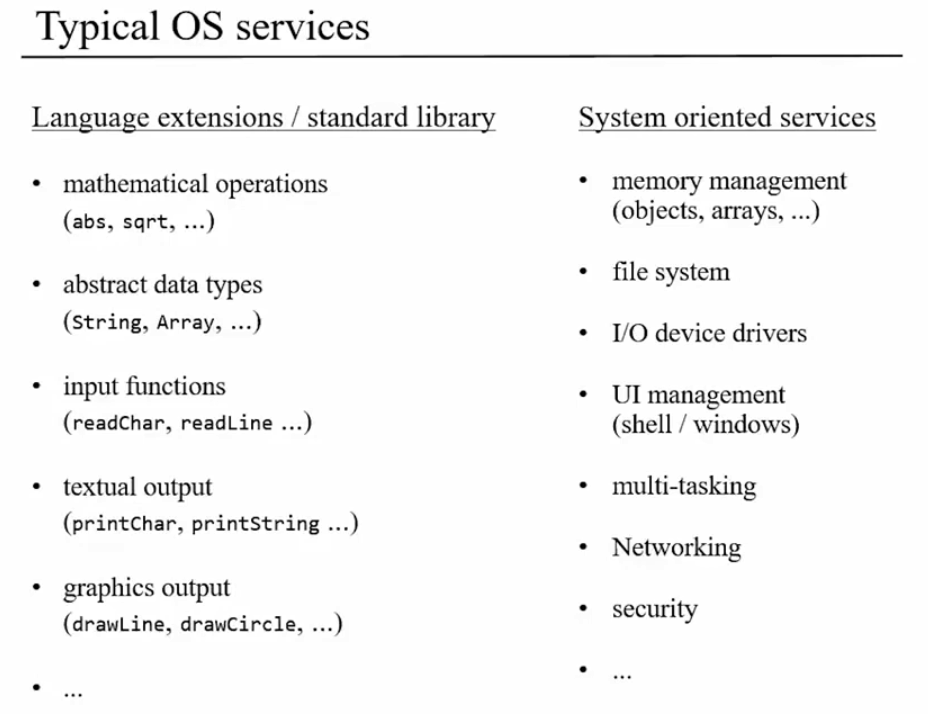 Typical OS services
Language extensions / standard library
• mathematical operations
(abs, sqrt, ...)
• abstract data types
(String, Array, ...)
• input functions
(readChar, readLine ...)
• textual output
(printChar, printString ...)
• graphics output
(drawLine, drawCircle, ...)
• ...
System oriented services
• memory management
(objects, arrays, ...)
• file system
• I/O device drivers
• UI management
(shell / windows)
• multi-tasking
• Networking
• security
• ...